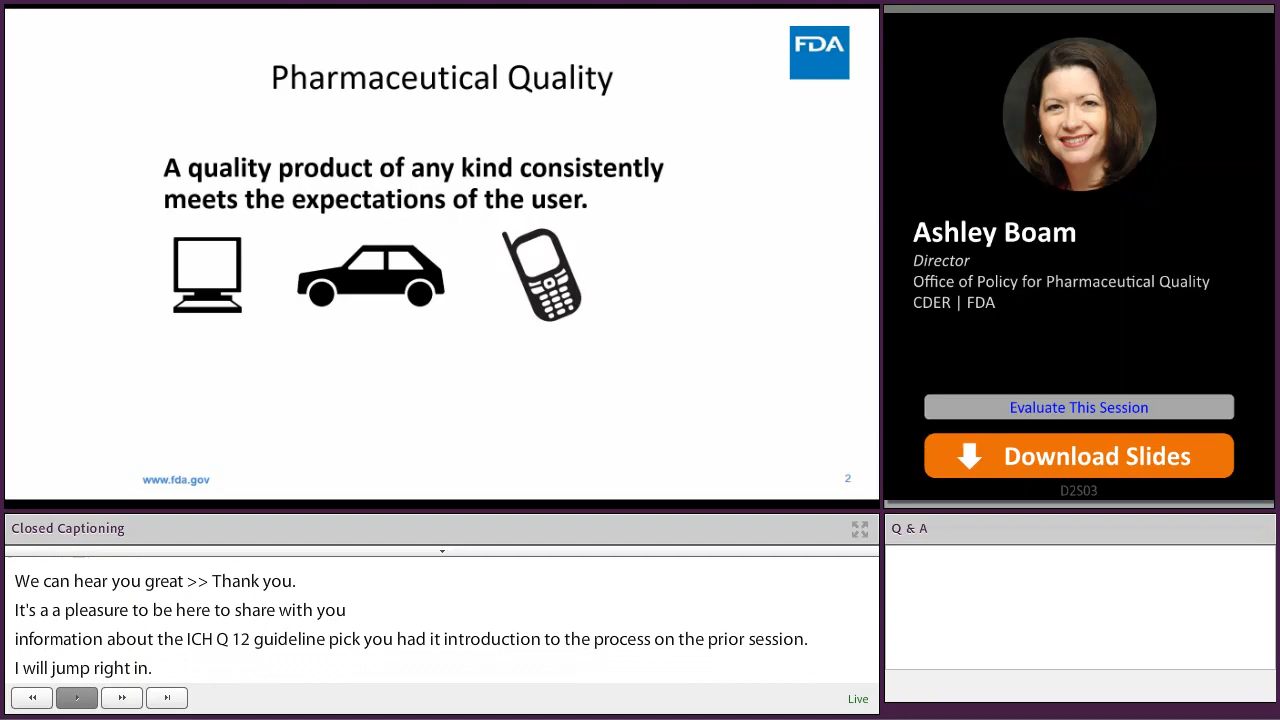 FDA
Pharmaceutical Quality
A quality product of any kind consistently
meets the expectations of the user.
www.fda.gov
2
Ashley Boam
Director
Office of Policy for Pharmaceutical Quality
CDER | FDA
Evaluate This Session
Download Slides
D2S03
Closed Captioning
We can hear you great >> Thank you.
It's a a pleasure to be here to share with you
information about the ICH Q 12 guideline pick you had it introduction to the process on the prior session.
I will jump right in.
Live
Q & A